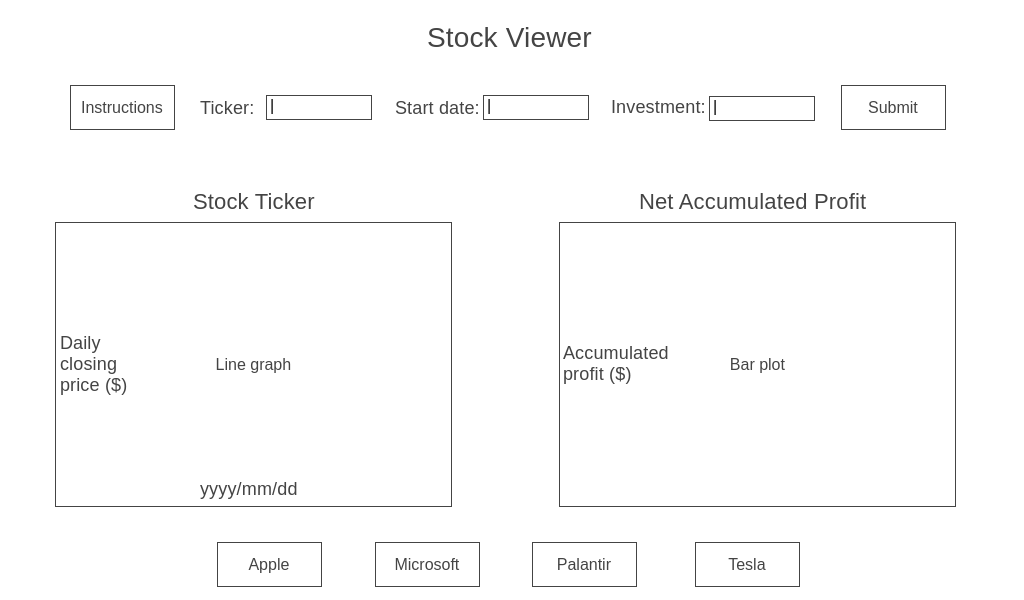 Stock Viewer
Instructions
Ticker:
Start date:
Investment:
Submit
Stock Ticker
Daily
closing
price ($)
Line graph
yyyy/mm/dd
Net Accumulated Profit
Accumulated
profit ($)
Bar plot
Apple
Microsoft
Palantir
Tesla